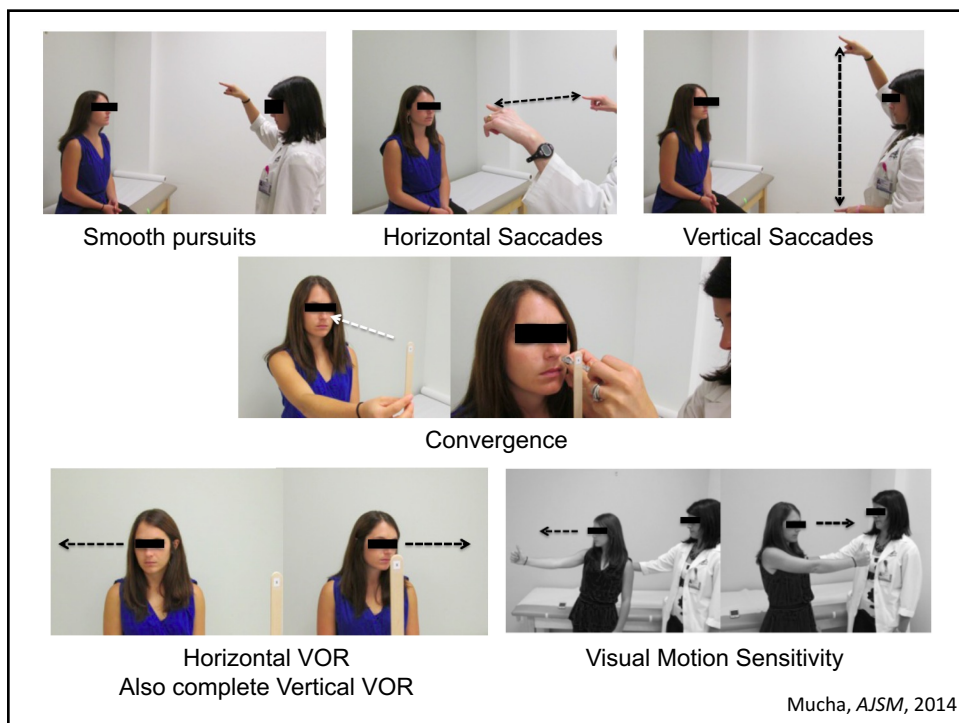 Smooth pursuits
Horizontal Saccades
Vertical Saccades
Convergence
Horizontal VOR
Also complete Vertical VOR
Visual Motion Sensitivity
Mucha, AJSM, 2014